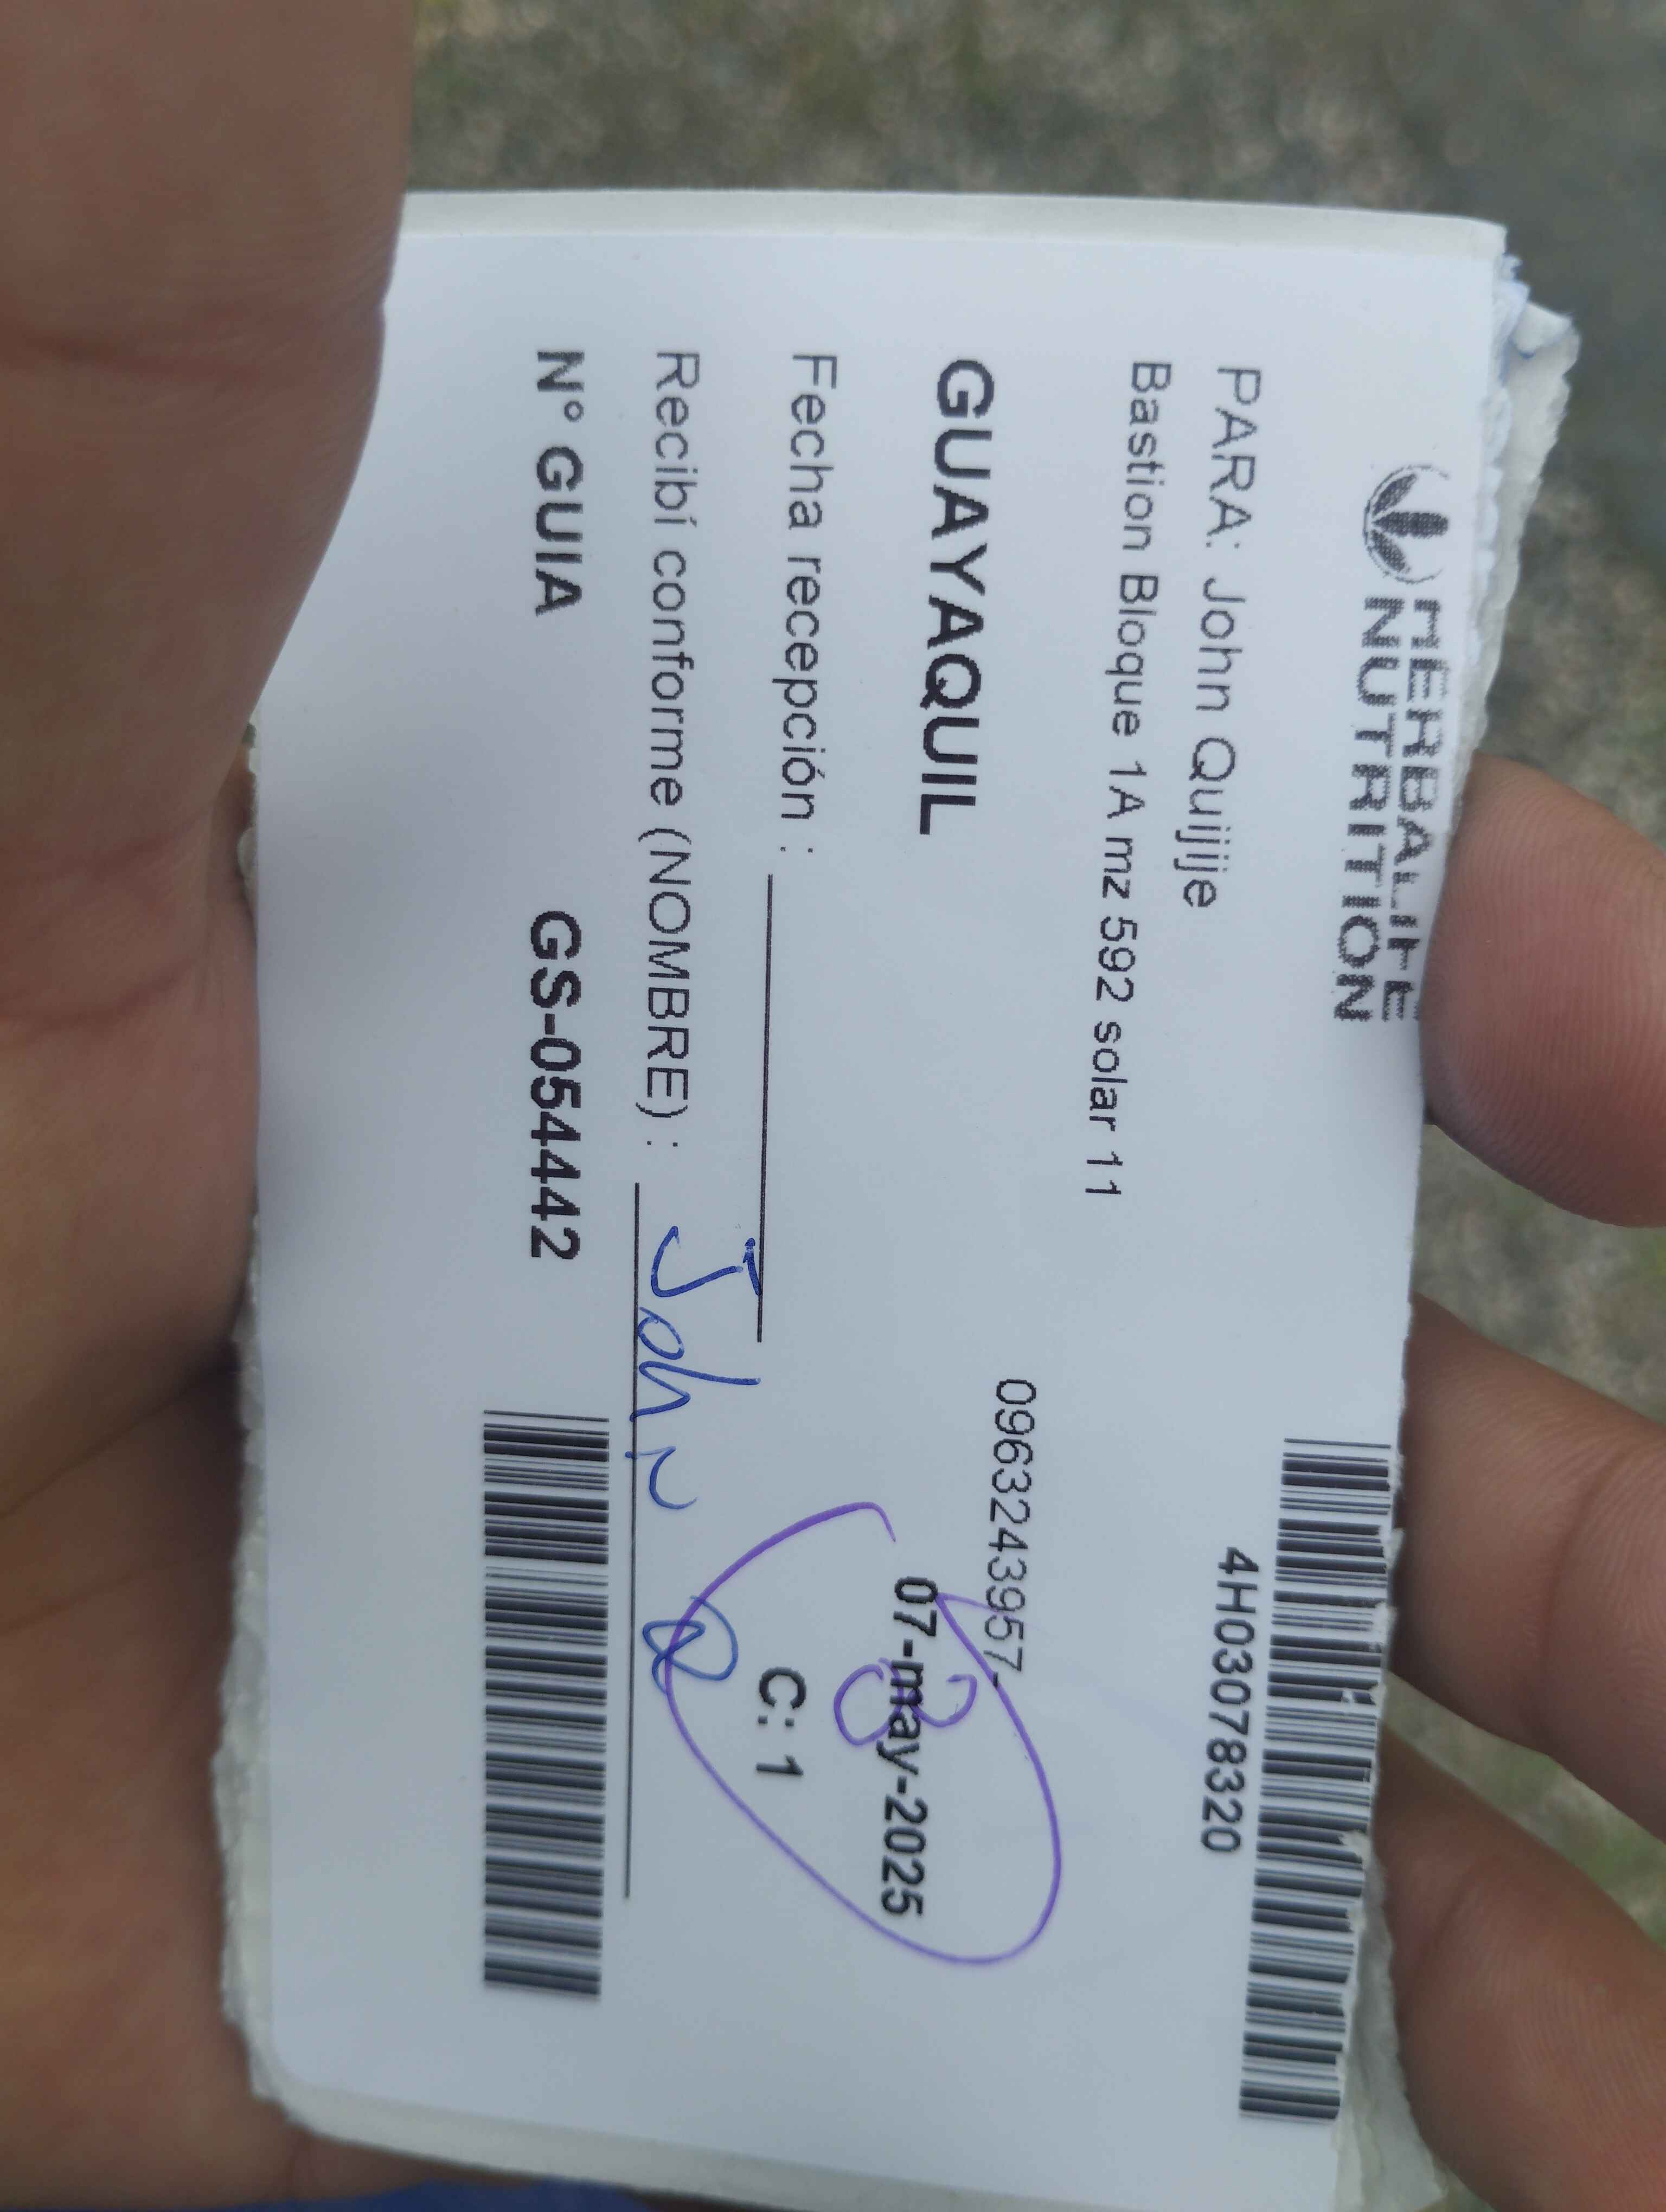 HERBALIFE
NUTRITION
4H03078320
PARA: John Quijije
Bastion Bloque 1A mz 592 solar 11
0963243957-
GUAYAQUIL
07-may-2025
Fecha recepción :
C: 1
Recibí conforme (NOMBRE) : John Q
N° GUIA GS-054442